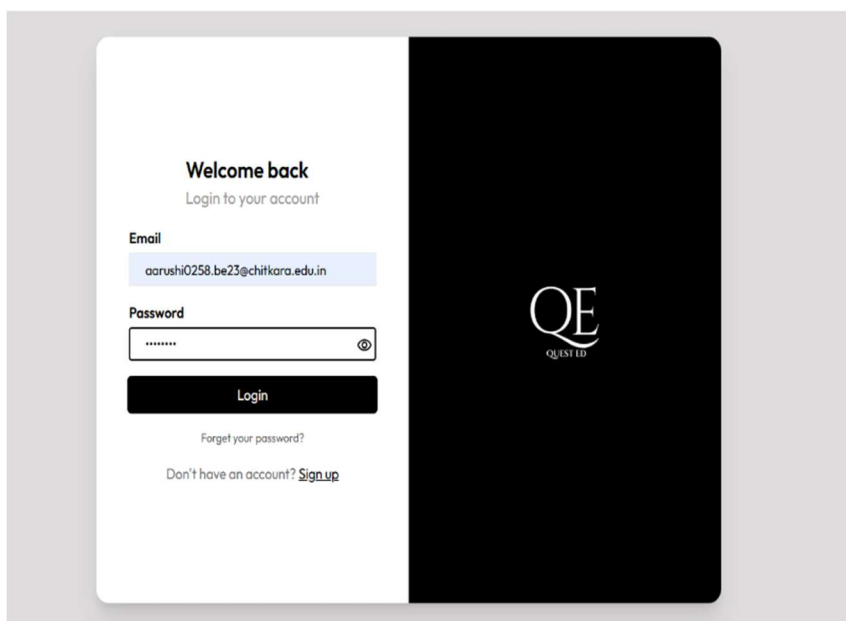 Welcome back
Login to your account
Email
aarushi0258.be23@chitkara.edu.in
Password
••••••••
Login
Forget your password?
Don't have an account? Sign up
QE
QUEST ED